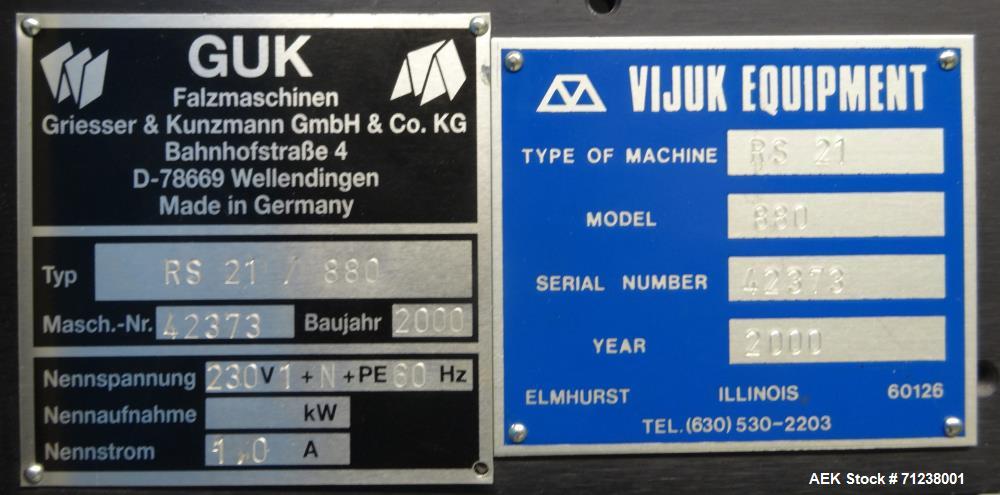 GUK
Falzmaschinen
Griesser & Kunzmann GmbH & Co. KG
Bahnhofstraße 4
D-78669 Wellendingen
Made in Germany
Typ RS 21 / 880
Masch.-Nr. 42373 Baujahr 2000
Nennspannung 230 V 1 + N + PE 60 Hz
Nennaufnahme kW
Nennstrom 1,0 A
VIJUK EQUIPMENT
TYPE OF MACHINE RS 21
MODEL 880
SERIAL NUMBER 42373
YEAR 2000
ELMHURST ILLINOIS 60126
TEL.(630) 530-2203
AEK Stock # 71238001